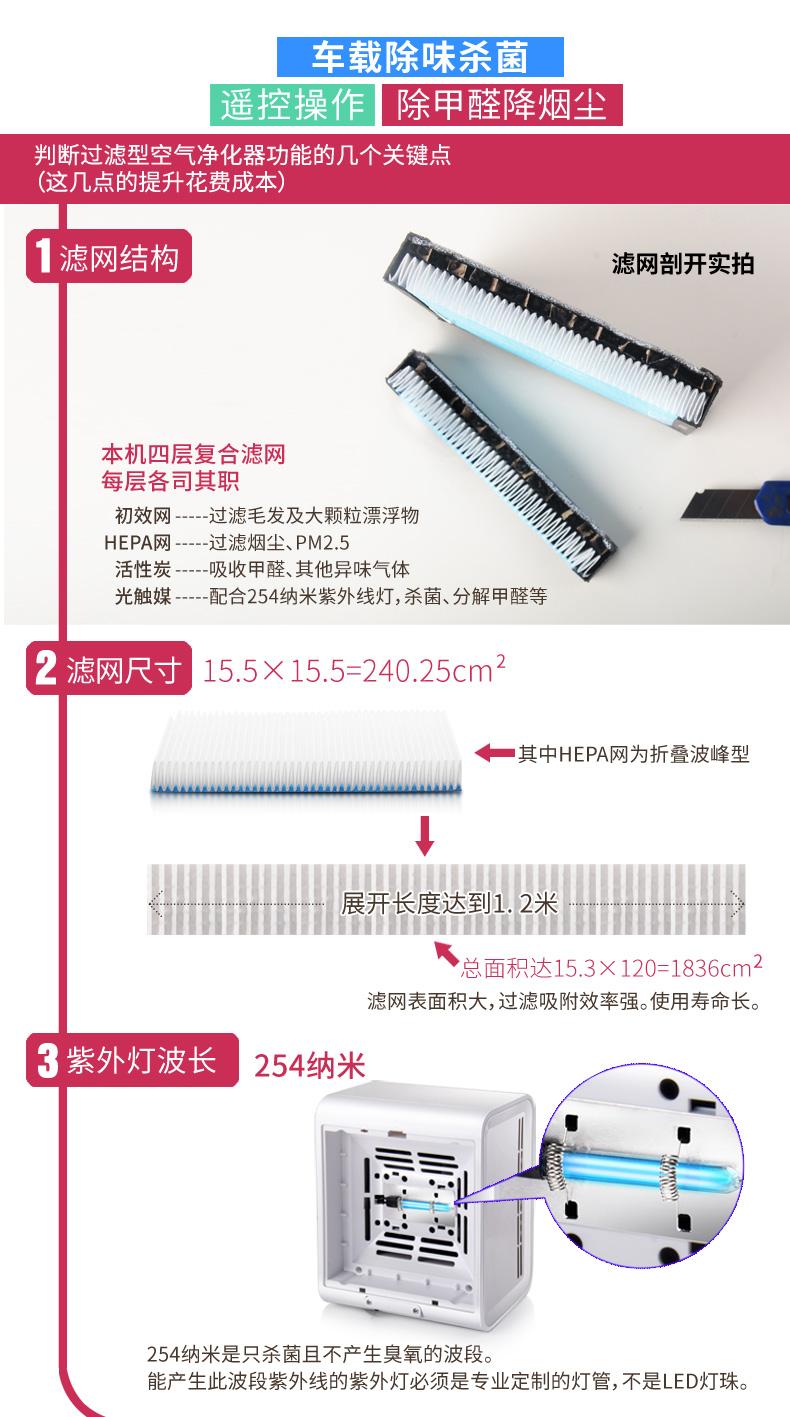 车载除味杀菌
遥控操作 除甲醛降烟尘
判断过滤型空气净化器功能的几个关键点
（这几点的提升花费成本）
1 滤网结构
滤网剖开实拍
本机四层复合滤网
每层各司其职
初效网-----过滤毛发及大颗粒漂浮物
HEPA网-----过滤烟尘、PM2.5
活性炭-----吸收甲醛、其他异味气体
光触媒-----配合254纳米紫外线灯，杀菌、分解甲醛等
2 滤网尺寸 15.5×15.5=240.25cm²
其中HEPA网为折叠波峰型
展开长度达到1.2米
总面积达15.3×120=1836cm²
滤网表面积大，过滤吸附效率强。使用寿命长。
3 紫外灯波长 254纳米
254纳米是只杀菌且不产生臭氧的波段。
能产生此波段紫外线的紫外灯必须是专业定制的灯管，不是LED灯珠。